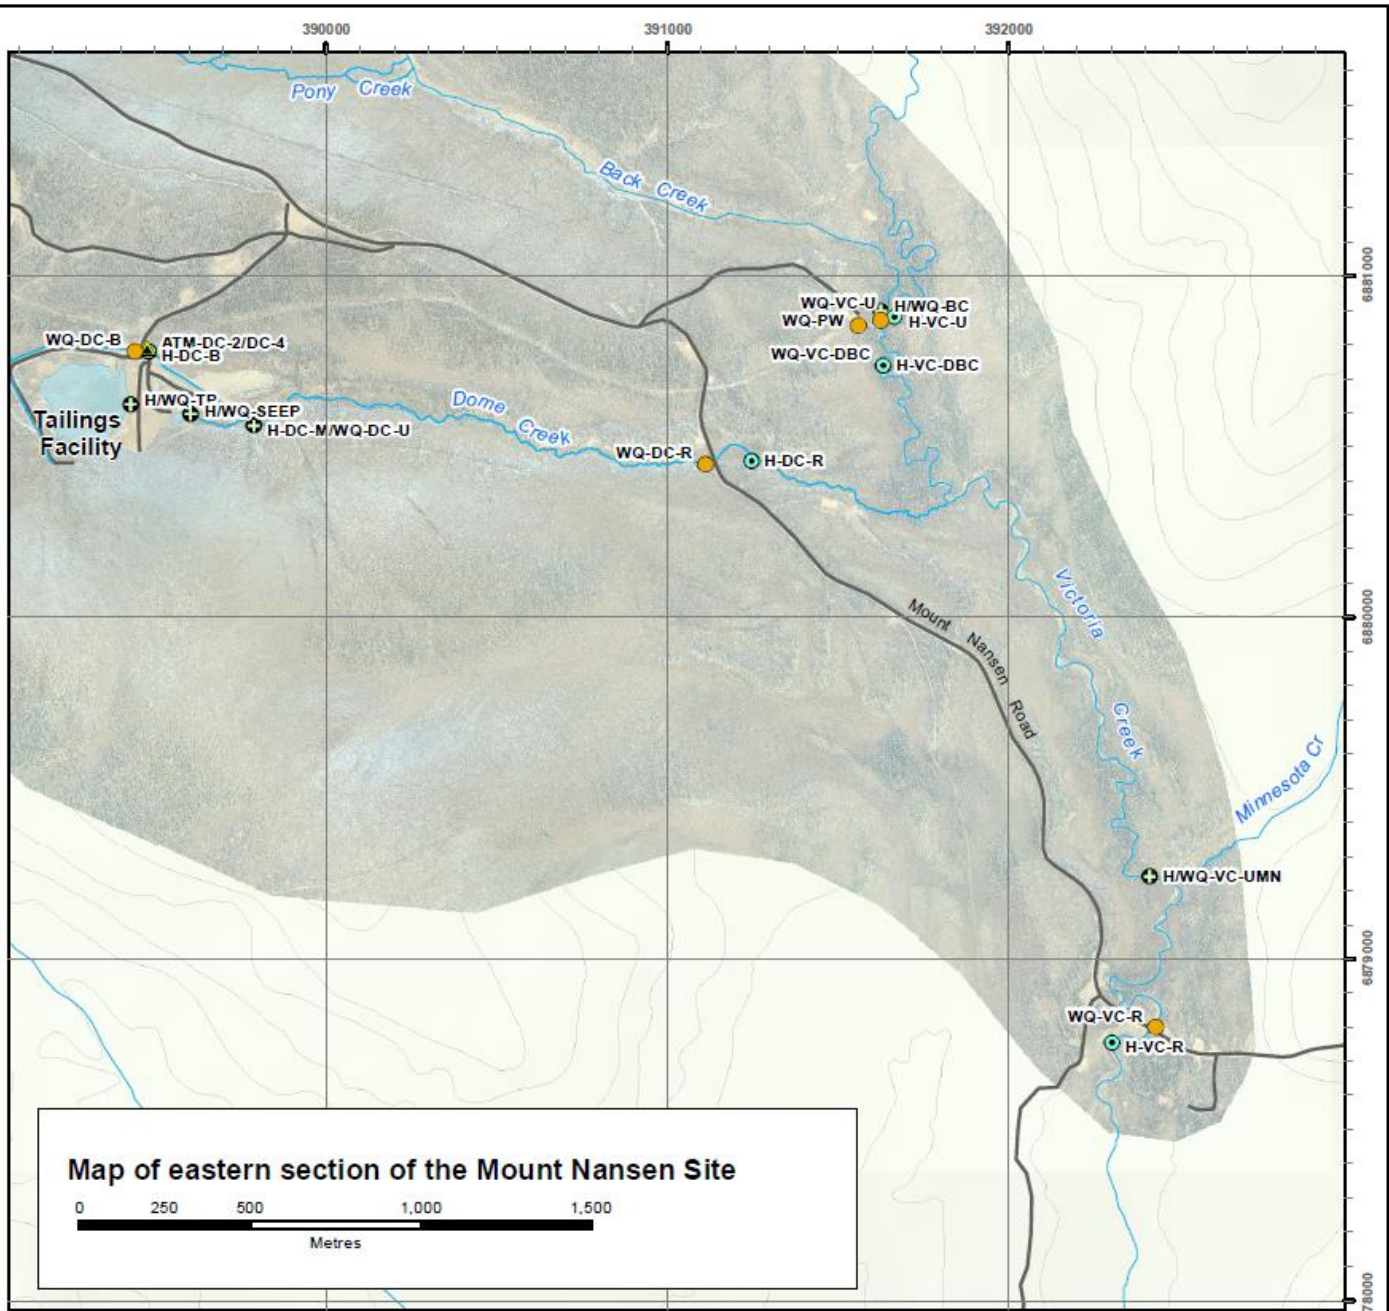 390000
391000
392000
Pony Creek
Back Creek
6881000
WQ-VC-U
H/WQ-BC
WQ-PW
H-VC-U
WQ-DC-B
ATM-DC-2/DC-4
H-DC-B
WQ-VC-DBC
H-VC-DBC
H/WQ-TP
H/WQ-SEEP
Tailings
Facility
H-DC-M/WQ-DC-U
Dome Creek
WQ-DC-R
H-DC-R
Victoria Creek
6880000
Mount Nansen Road
Minnesota Cr
H/WQ-VC-UMN
6879000
WQ-VC-R
H-VC-R
Map of eastern section of the Mount Nansen Site
0 250 500 1,000 1,500
Metres
78000